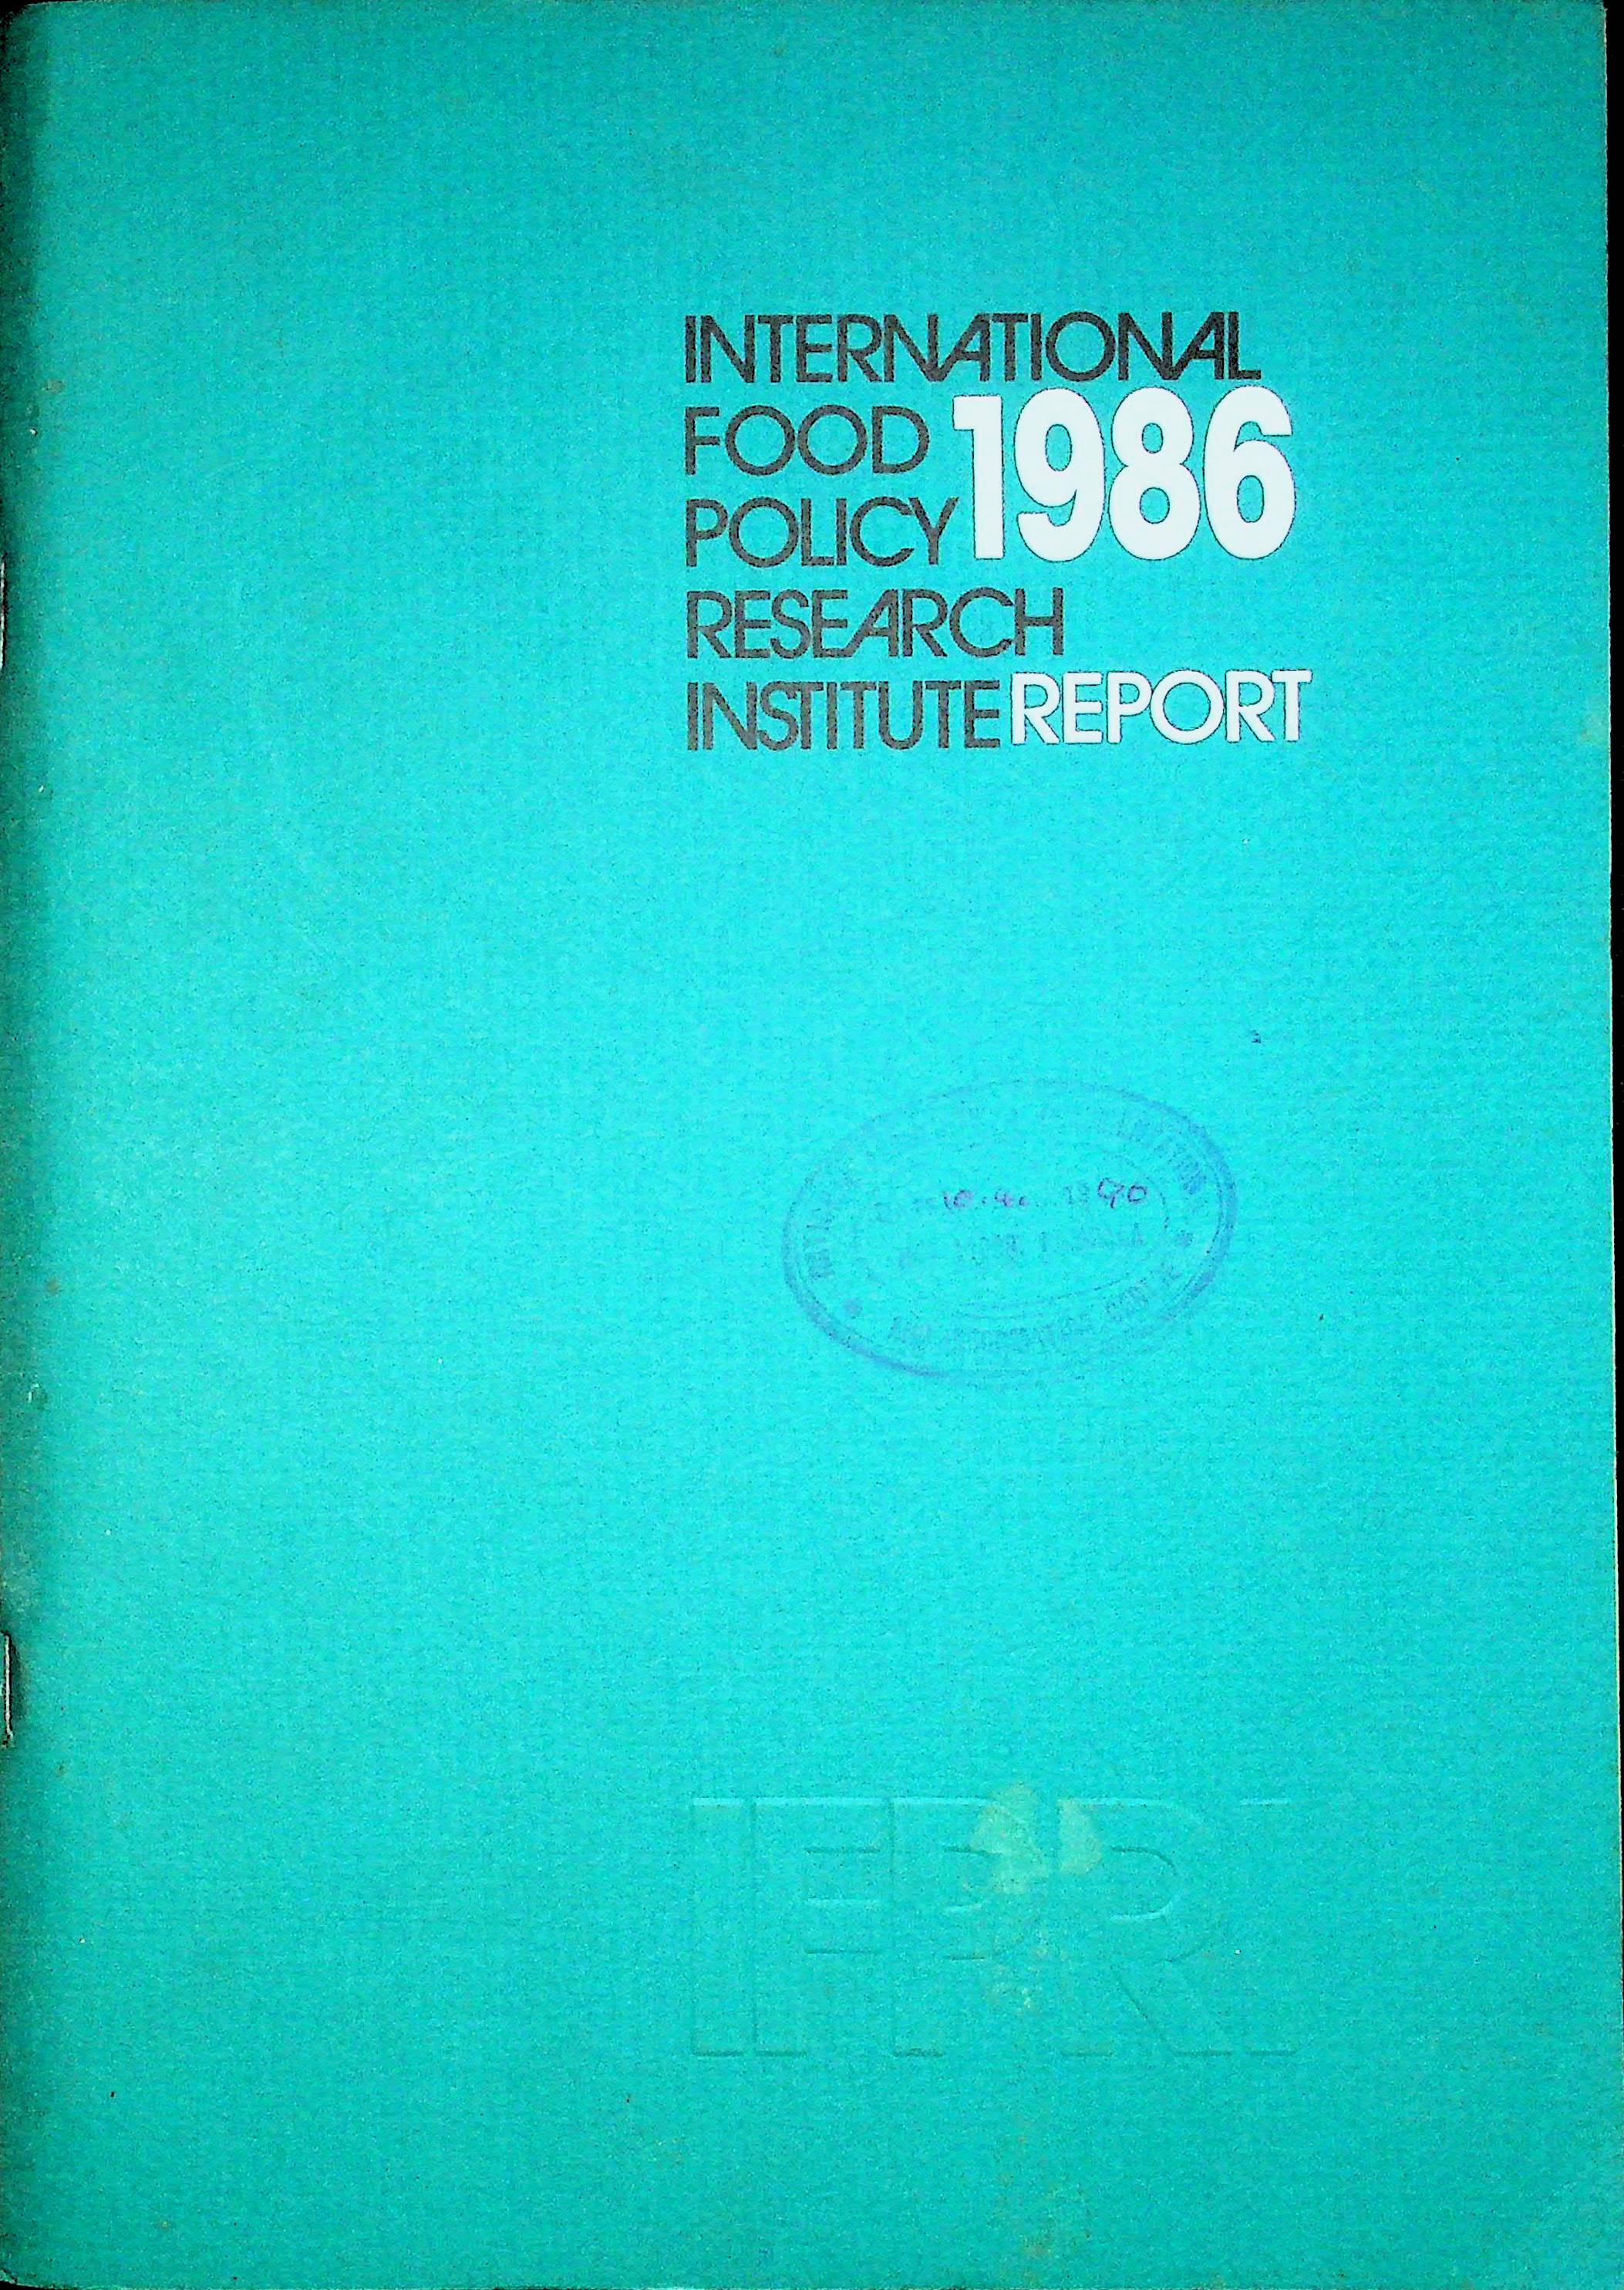 INTERNATIONAL
FOOD 1986
POLICY
RESEARCH
INSTITUTE REPORT
IFPRI